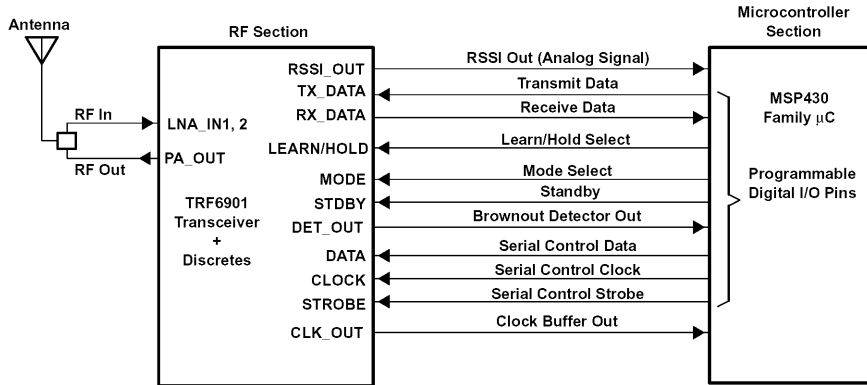 Antenna
RF Section
Microcontroller
Section
RSSI_OUT
RSSI Out (Analog Signal)
TX_DATA
Transmit Data
RX_DATA
Receive Data
RF In
LNA_IN1, 2
LEARN/HOLD
Learn/Hold Select
RF Out
PA_OUT
MODE
Mode Select
STDBY
Standby
DET_OUT
Brownout Detector Out
DATA
Serial Control Data
CLOCK
Serial Control Clock
STROBE
Serial Control Strobe
CLK_OUT
Clock Buffer Out
TRF6901
Transceiver
+
Discretes
MSP430
Family μC
Programmable
Digital I/O Pins